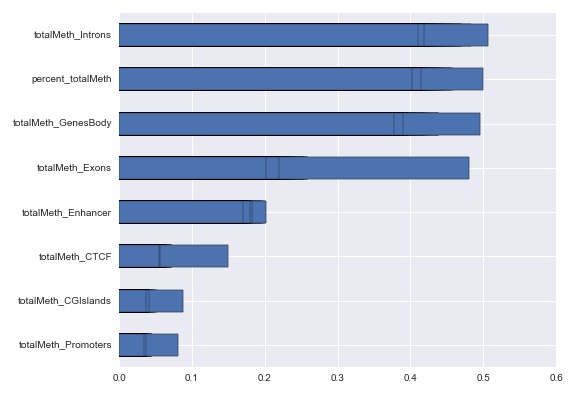 totalMeth_Introns
percent_totalMeth
totalMeth_GenesBody
totalMeth_Exons
totalMeth_Enhancer
totalMeth_CTCF
totalMeth_CGIslands
totalMeth_Promoters
0.0 0.1 0.2 0.3 0.4 0.5 0.6